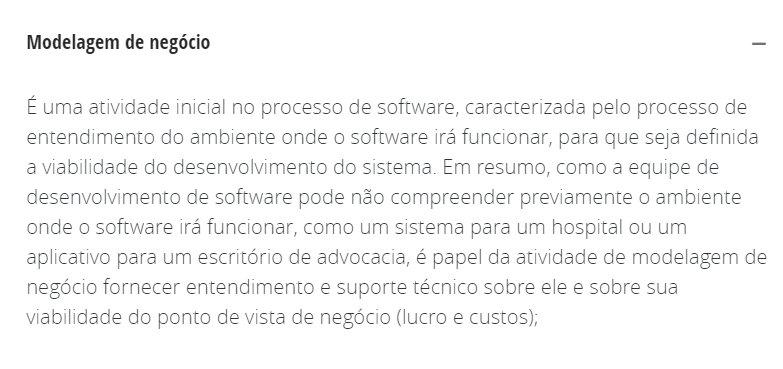 Modelagem de negócio
É uma atividade inicial no processo de software, caracterizada pelo processo de
entendimento do ambiente onde o software irá funcionar, para que seja definida
a viabilidade do desenvolvimento do sistema. Em resumo, como a equipe de
desenvolvimento de software pode não compreender previamente o ambiente
onde o software irá funcionar, como um sistema para um hospital ou um
aplicativo para um escritório de advocacia, é papel da atividade de modelagem de
negócio fornecer entendimento e suporte técnico sobre ele e sobre sua
viabilidade do ponto de vista de negócio (lucro e custos);